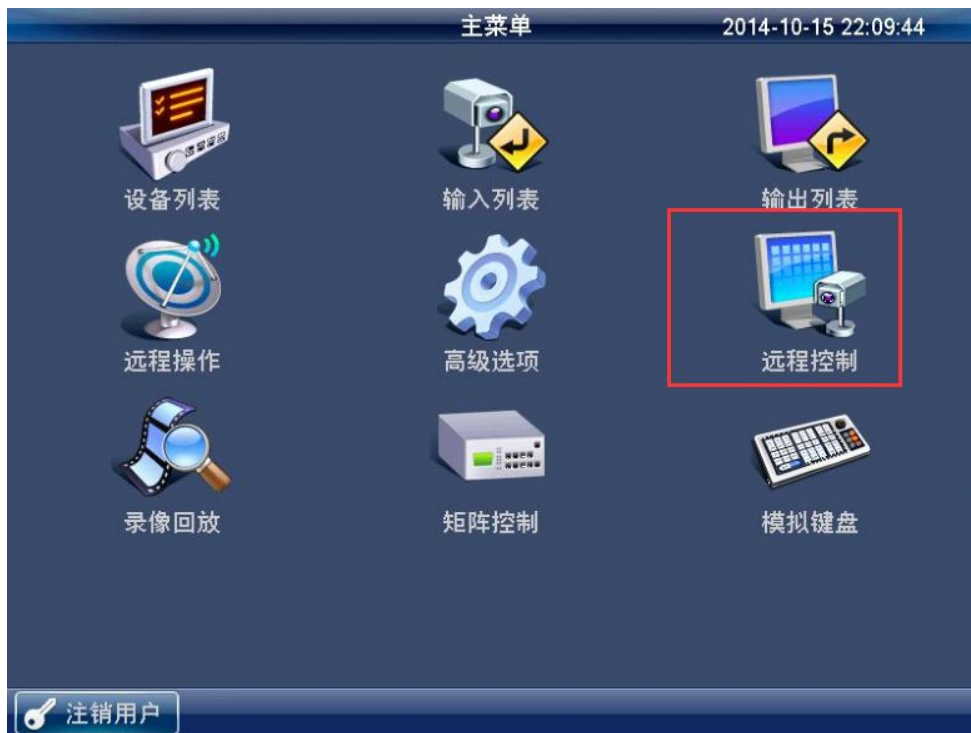 主菜单 2014-10-15 22:09:44
设备列表 输入列表 输出列表
远程操作 高级选项 远程控制
录像回放 矩阵控制 模拟键盘
注销用户